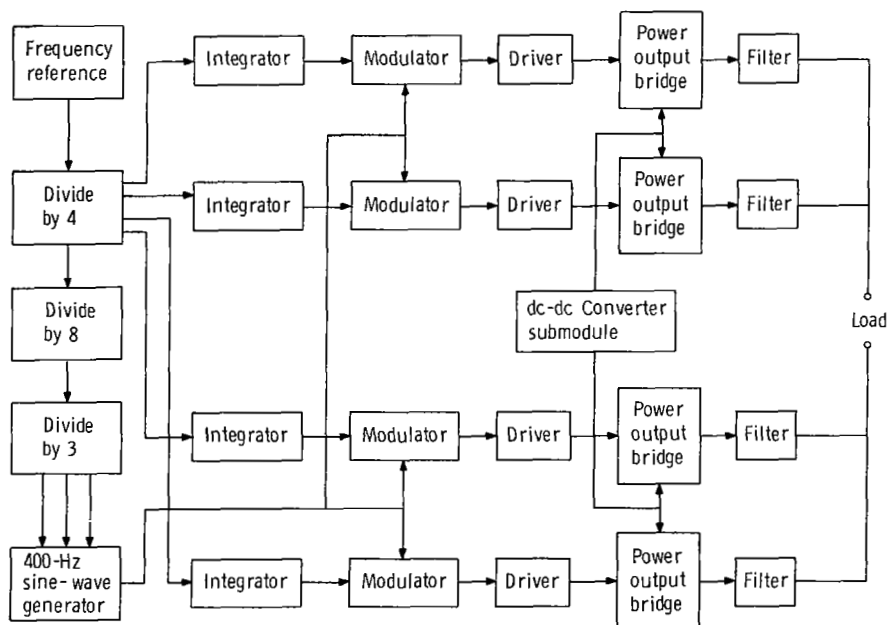 Frequency
reference
Integrator
Modulator
Driver
Power
output
bridge
Filter
Divide
by 4
Integrator
Modulator
Driver
Power
output
bridge
Filter
Divide
by 8
dc-dc Converter
submodule
Load
Divide
by 3
Integrator
Modulator
Driver
Power
output
bridge
Filter
400-Hz
sine-wave
generator
Integrator
Modulator
Driver
Power
output
bridge
Filter